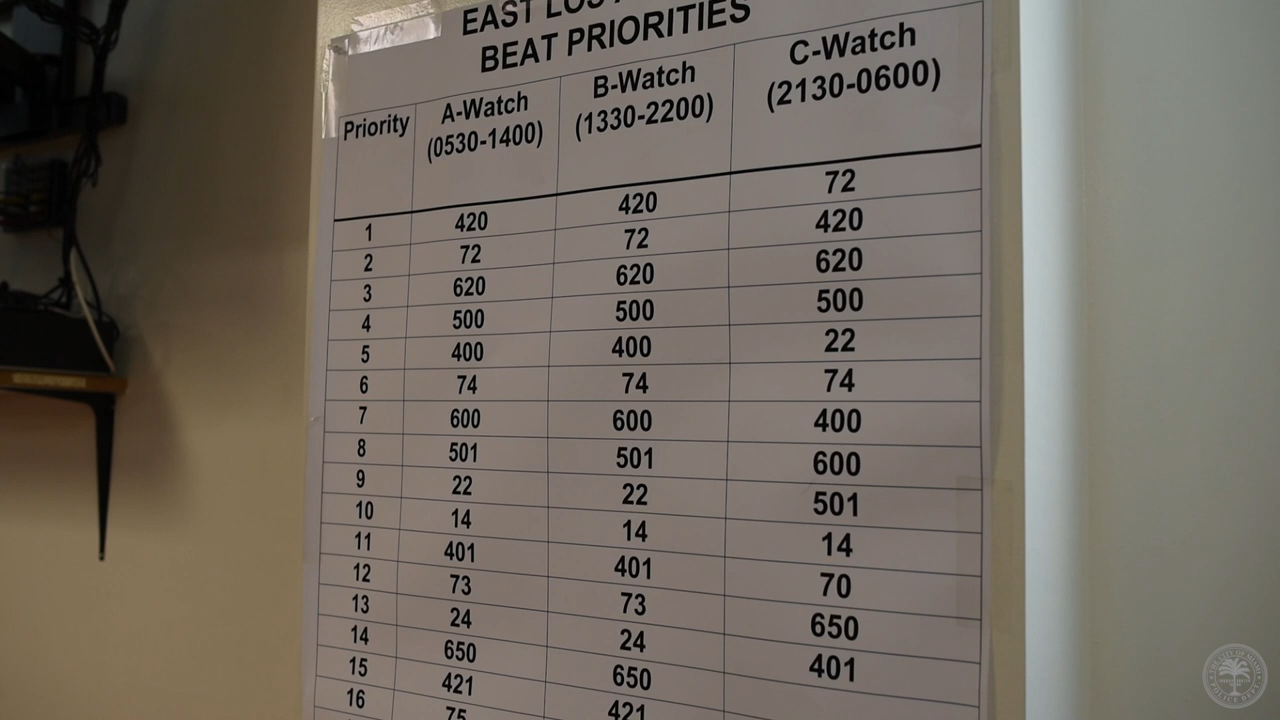 EAST LOS
BEAT PRIORITIES
Priority A-Watch (0530-1400) B-Watch (1330-2200) C-Watch (2130-0600)
1 420 420 72
2 72 72 420
3 620 620 620
4 500 500 500
5 400 400 22
6 74 74 74
7 600 600 400
8 501 501 600
9 22 22 501
10 14 14 14
11 401 401 70
12 73 73 650
13 24 24 401
14 650 650
15 421 421
16 75